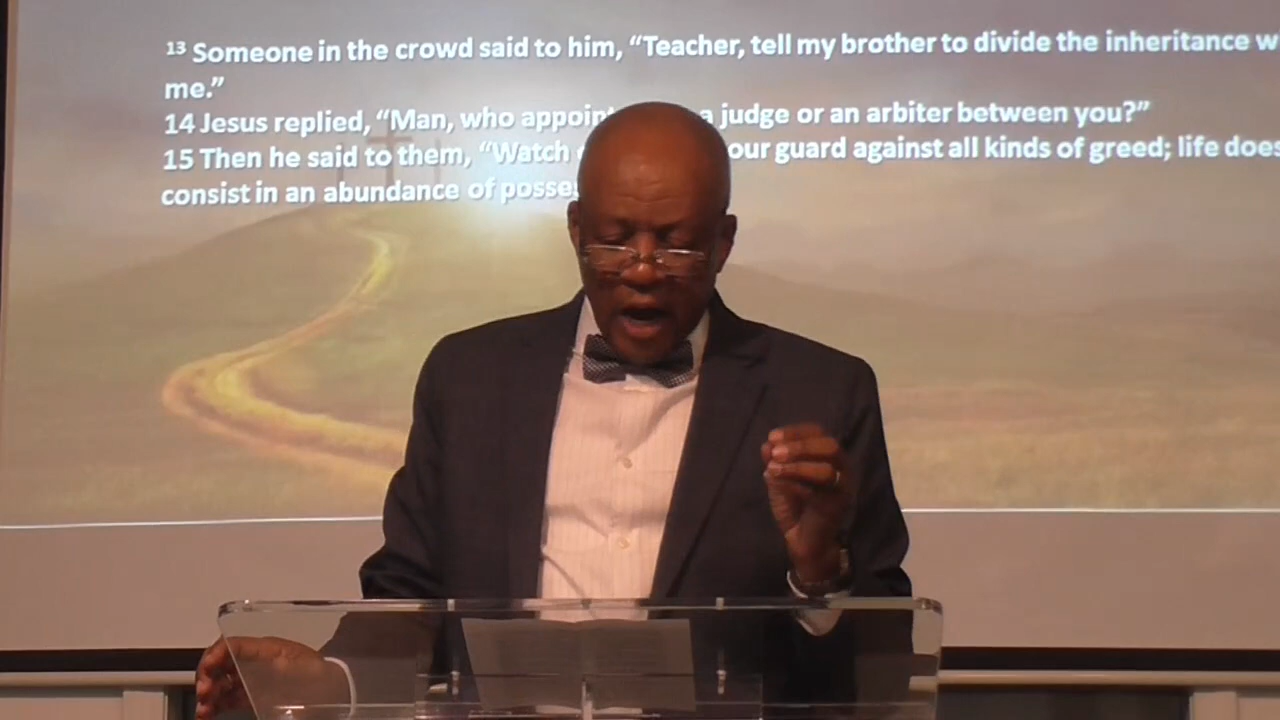 13 Someone in the crowd said to him, “Teacher, tell my brother to divide the inheritance
me.”
14 Jesus replied, “Man, who a judge or an arbiter between you?”
15 Then he said to them, “Watch guard against all kinds of greed; life does
consist in an abundance of